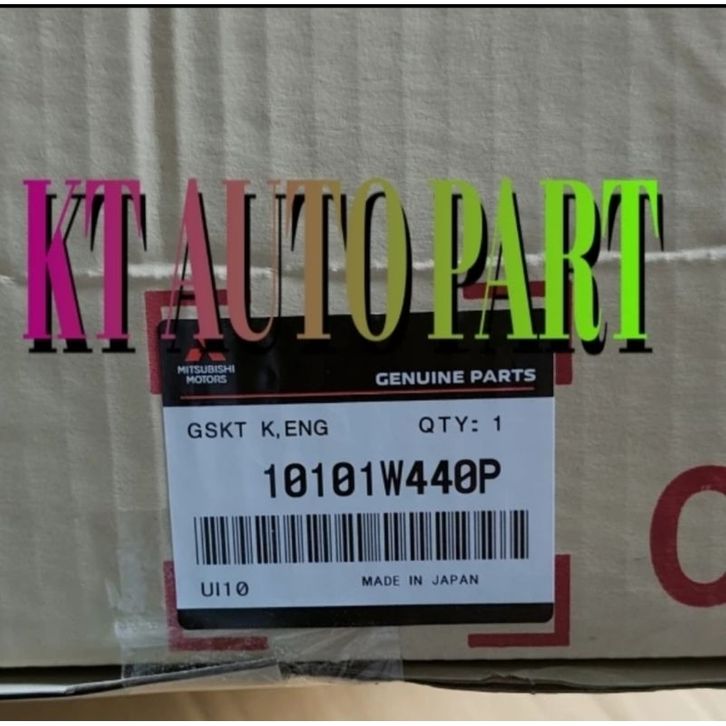 KT AUTO PART
MITSUBISHI
MOTORS
GENUINE PARTS
GSKT K,ENG QTY: 1
10101W440P
UI10 MADE IN JAPAN